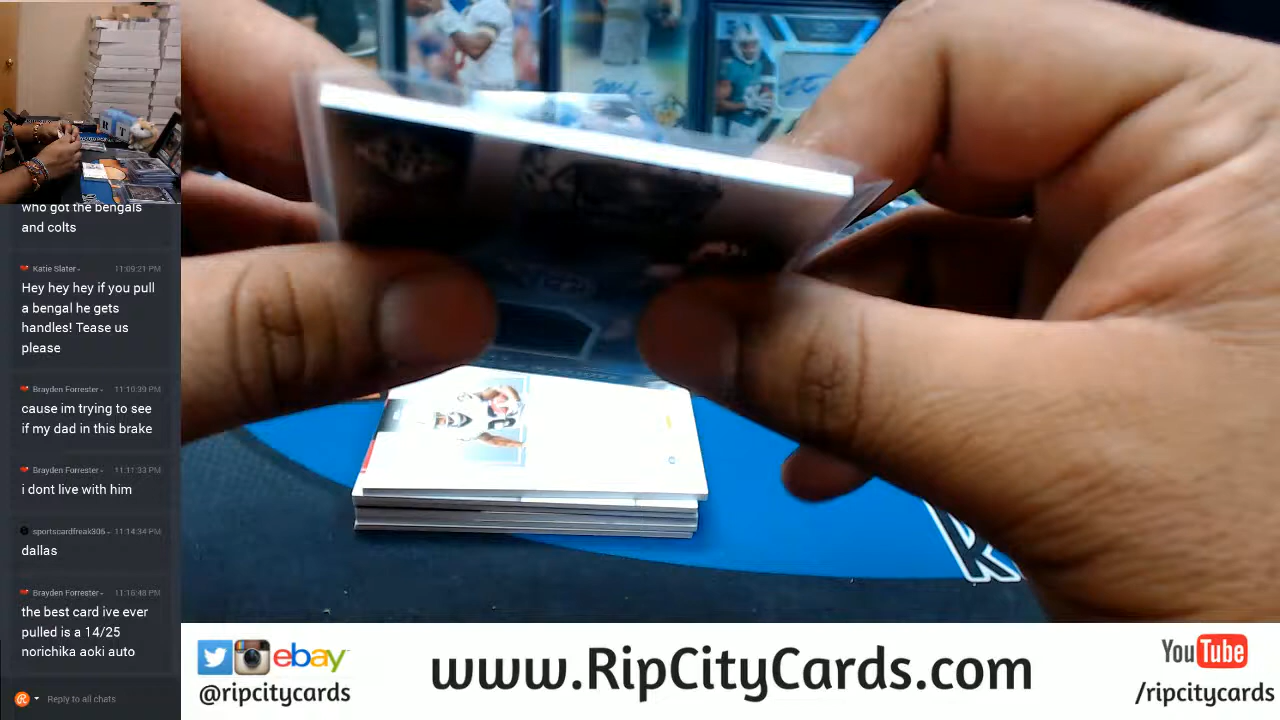 who got the bengals
and colts
Katie Slater - 11:09:21 PM
Hey hey hey if you pull
a bengal he gets
handles! Tease us
please
Brayden Forrester - 11:10:39 PM
cause im trying to see
if my dad in this brake
Brayden Forrester - 11:11:33 PM
i dont live with him
sportscardfreak305 - 11:14:34 PM
dallas
Brayden Forrester - 11:16:48 PM
the best card ive ever
pulled is a 14/25
norichika aoki auto
Reply to all chats
ebay
@ripcitycards
www.RipCityCards.com
YouTube
/ripcitycards